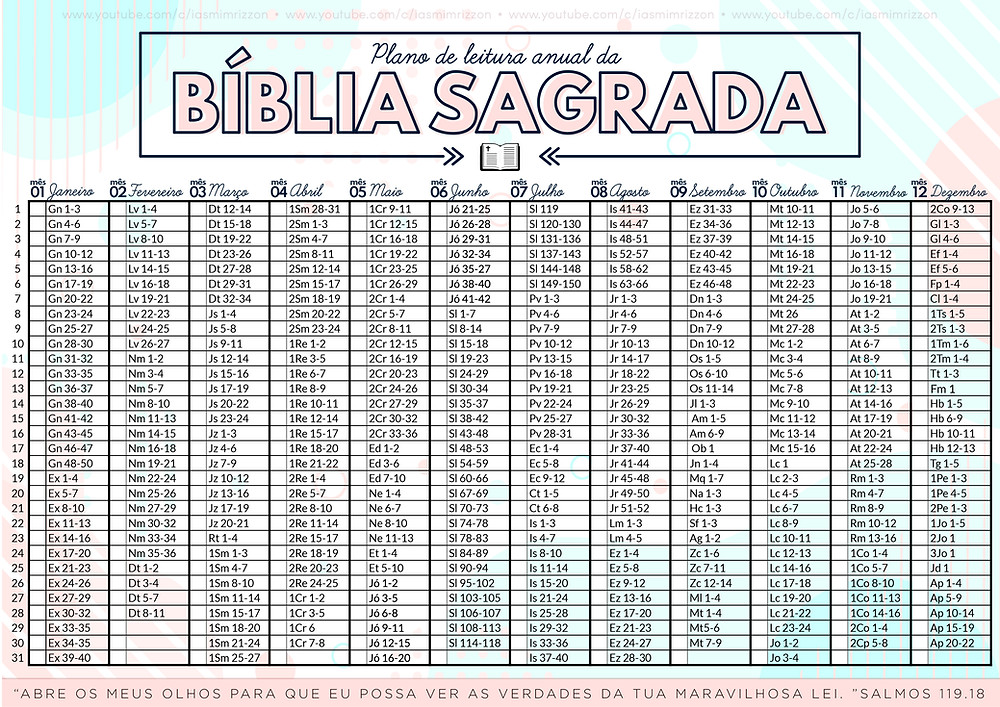 www.youtube.com/c/iasmimrizzon • www.youtube.com/c/iasmimrizzon • www.youtube.com/c/iasmimrizzon
Plano de leitura anual da
BÍBLIA SAGRADA
mês 01 Janeiro mês 02 Fevereiro mês 03 Março mês 04 Abril mês 05 Maio mês 06 Junho mês 07 Julho mês 08 Agosto mês 09 Setembro mês 10 Outubro mês 11 Novembro mês 12 Dezembro
1 Gn 1-3 Lv 1-4 Dt 12-14 1Sm 28-31 1Cr 9-11 Jó 21-25 Sl 119 Is 41-43 Ez 31-33 Mt 10-11 Jo 5-6 2Co 9-13
2 Gn 4-6 Lv 5-7 Dt 15-18 2Sm 1-3 1Cr 12-15 Jó 26-28 Sl 120-130 Is 44-47 Ez 34-36 Mt 12-13 Jo 7-8 Gl 1-3
3 Gn 7-9 Lv 8-10 Dt 19-22 2Sm 4-7 1Cr 16-18 Jó 29-31 Sl 131-136 Is 48-51 Ez 37-39 Mt 14-15 Jo 9-10 Gl 4-6
4 Gn 10-12 Lv 11-13 Dt 23-26 2Sm 8-11 1Cr 19-22 Jó 32-34 Sl 137-143 Is 52-57 Ez 40-42 Mt 16-18 Jo 11-12 Ef 1-4
5 Gn 13-16 Lv 14-15 Dt 27-28 2Sm 12-14 1Cr 23-25 Jó 35-27 Sl 144-148 Is 58-62 Ez 43-45 Mt 19-21 Jo 13-15 Ef 5-6
6 Gn 17-19 Lv 16-18 Dt 29-31 2Sm 15-17 1Cr 26-29 Jó 38-40 Sl 149-150 Is 63-66 Ez 46-48 Mt 22-23 Jo 16-18 Fp 1-4
7 Gn 20-22 Lv 19-21 Dt 32-34 2Sm 18-19 2Cr 1-4 Jó 41-42 Pv 1-3 Jr 1-3 Dn 1-3 Mt 24-25 Jo 19-21 Cl 1-4
8 Gn 23-24 Lv 22-23 Js 1-4 2Sm 20-22 2Cr 5-7 Sl 1-7 Pv 4-6 Jr 4-6 Dn 4-6 Mt 26 At 1-2 1Ts 1-5
9 Gn 25-27 Lv 24-25 Js 5-8 2Sm 23-24 2Cr 8-11 Sl 8-14 Pv 7-9 Jr 7-9 Dn 7-9 Mt 27-28 At 3-5 2Ts 1-3
10 Gn 28-30 Lv 26-27 Js 9-11 1Re 1-2 2Cr 12-15 Sl 15-18 Pv 10-12 Jr 10-13 Dn 10-12 Mc 1-2 At 6-7 1Tm 1-6
11 Gn 31-32 Nm 1-2 Js 12-14 1Re 3-5 2Cr 16-19 Sl 19-23 Pv 13-15 Jr 14-17 Os 1-5 Mc 3-4 At 8-9 2Tm 1-4
12 Gn 33-35 Nm 3-4 Js 15-16 1Re 6-7 2Cr 20-23 Sl 24-29 Pv 16-18 Jr 18-22 Os 6-10 Mc 5-6 At 10-11 Tt 1-3
13 Gn 36-37 Nm 5-7 Js 17-19 1Re 8-9 2Cr 24-26 Sl 30-34 Pv 19-21 Jr 23-25 Os 11-14 Mc 7-8 At 12-13 Fm 1
14 Gn 38-40 Nm 8-10 Js 20-22 1Re 10-11 2Cr 27-29 Sl 35-37 Pv 22-24 Jr 26-29 Jl 1-3 Mc 9-10 At 14-16 Hb 1-5
15 Gn 41-42 Nm 11-13 Js 23-24 1Re 12-14 2Cr 30-32 Sl 38-42 Pv 25-27 Jr 30-32 Am 1-5 Mc 11-12 At 17-19 Hb 6-9
16 Gn 43-45 Nm 14-15 Jz 1-3 1Re 15-17 2Cr 33-36 Sl 43-48 Pv 28-31 Jr 33-36 Am 6-9 Mc 13-14 At 20-21 Hb 10-11
17 Gn 46-47 Nm 16-18 Jz 4-6 1Re 18-20 Ed 1-2 Sl 48-53 Ec 1-4 Jr 37-40 Ob 1 Mc 15-16 At 22-24 Hb 12-13
18 Gn 48-50 Nm 19-21 Jz 7-9 1Re 21-22 Ed 3-6 Sl 54-59 Ec 5-8 Jr 41-44 Jn 1-4 Lc 1 At 25-28 Tg 1-5
19 Ex 1-4 Nm 22-24 Jz 10-12 2Re 1-4 Ed 7-10 Sl 60-66 Ec 9-12 Jr 45-48 Mq 1-7 Lc 2-3 Rm 1-3 1Pe 1-3
20 Ex 5-7 Nm 25-26 Jz 13-16 2Re 5-7 Ne 1-4 Sl 67-69 Ct 1-5 Jr 49-50 Na 1-3 Lc 4-5 Rm 4-7 1Pe 4-5
21 Ex 8-10 Nm 27-29 Jz 17-19 2Re 8-10 Ne 6-7 Sl 70-73 Ct 6-8 Jr 51-52 Hc 1-3 Lc 6-7 Rm 8-9 2Pe 1-3
22 Ex 11-13 Nm 30-32 Jz 20-21 2Re 11-14 Ne 8-10 Sl 74-78 Is 1-3 Lm 1-3 Sf 1-3 Lc 8-9 Rm 10-12 1Jo 1-5
23 Ex 14-16 Nm 33-34 Rt 1-4 2Re 15-17 Ne 11-13 Sl 78-83 Is 4-7 Lm 4-5 Ag 1-2 Lc 10-11 Rm 13-16 2Jo 1
24 Ex 17-20 Nm 35-36 1Sm 1-3 2Re 18-19 Et 1-4 Sl 84-89 Is 8-10 Ez 1-4 Zc 1-6 Lc 12-13 1Co 1-4 3Jo 1
25 Ex 21-23 Dt 1-2 1Sm 4-7 2Re 20-23 Et 5-10 Sl 90-94 Is 11-14 Ez 5-8 Zc 7-11 Lc 14-16 1Co 5-7 Jd 1
26 Ex 24-26 Dt 3-4 1Sm 8-10 2Re 24-25 Jó 1-2 Sl 95-102 Is 15-20 Ez 9-12 Zc 12-14 Lc 17-18 1Co 8-10 Ap 1-4
27 Ex 27-29 Dt 5-7 1Sm 11-14 1Cr 1-2 Jó 3-5 Sl 103-105 Is 21-24 Ez 13-16 Ml 1-4 Lc 19-20 1Co 11-13 Ap 5-9
28 Ex 30-32 Dt 8-11 1Sm 15-17 1Cr 3-5 Jó 6-8 Sl 106-107 Is 25-28 Ez 17-20 Mt 1-4 Lc 21-22 1Co 14-16 Ap 10-14
29 Ex 33-35 1Sm 18-20 1Cr 6 Jó 9-11 Sl 108-113 Is 29-32 Ez 21-23 Mt5-6 Lc 23-24 2Co 1-4 Ap 15-19
30 Ex 34-35 1Sm 21-24 1Cr 7-8 Jó 12-15 Sl 114-118 Is 33-36 Ez 24-27 Mt 7-9 Jo 1-2 2Cp 5-8 Ap 20-22
31 Ex 39-40 1Sm 25-27 Jó 16-20 Is 37-40 Ez 28-30 Jo 3-4
"ABRE OS MEUS OLHOS PARA QUE EU POSSA VER AS VERDADES DA TUA MARAVILHOSA LEI. "SALMOS 119.18